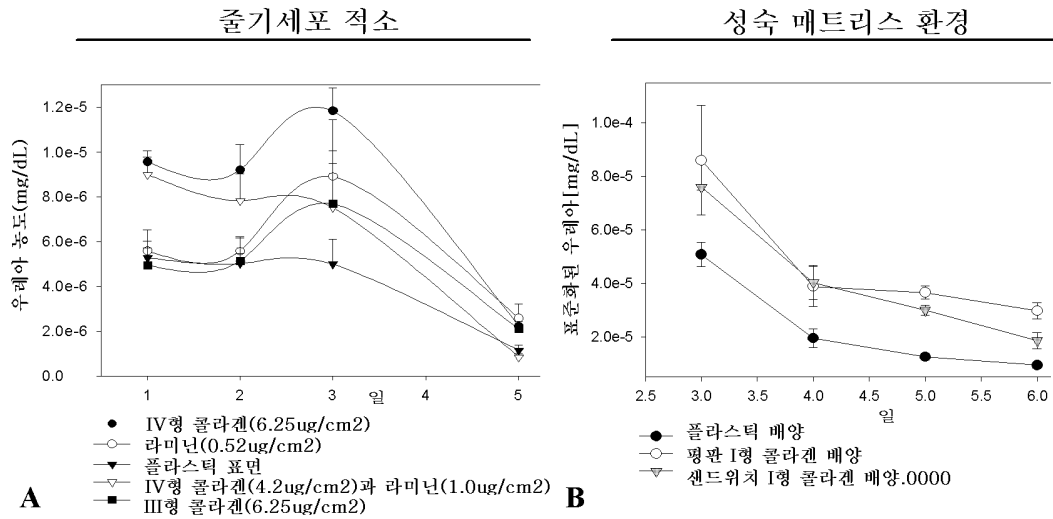 줄기세포 적소
우레아 농도(mg/dL)
1.2e-5
1.0e-5
8.0e-6
6.0e-6
4.0e-6
2.0e-6
0.0
1 2 3 4 5
일
IV형 콜라겐(6.25ug/cm2)
라미닌(0.52ug/cm2)
플라스틱 표면
IV형 콜라겐(4.2ug/cm2)과 라미닌(1.0ug/cm2)
III형 콜라겐(6.25ug/cm2)
A
성숙 매트리스 환경
표준화된 우레아[mg/dL]
1.0e-4
8.0e-5
6.0e-5
4.0e-5
2.0e-5
2.5 3.0 3.5 4.0 4.5 5.0 5.5 6.0
일
플라스틱 배양
평판 I형 콜라겐 배양
샌드위치 I형 콜라겐 배양.0000
B